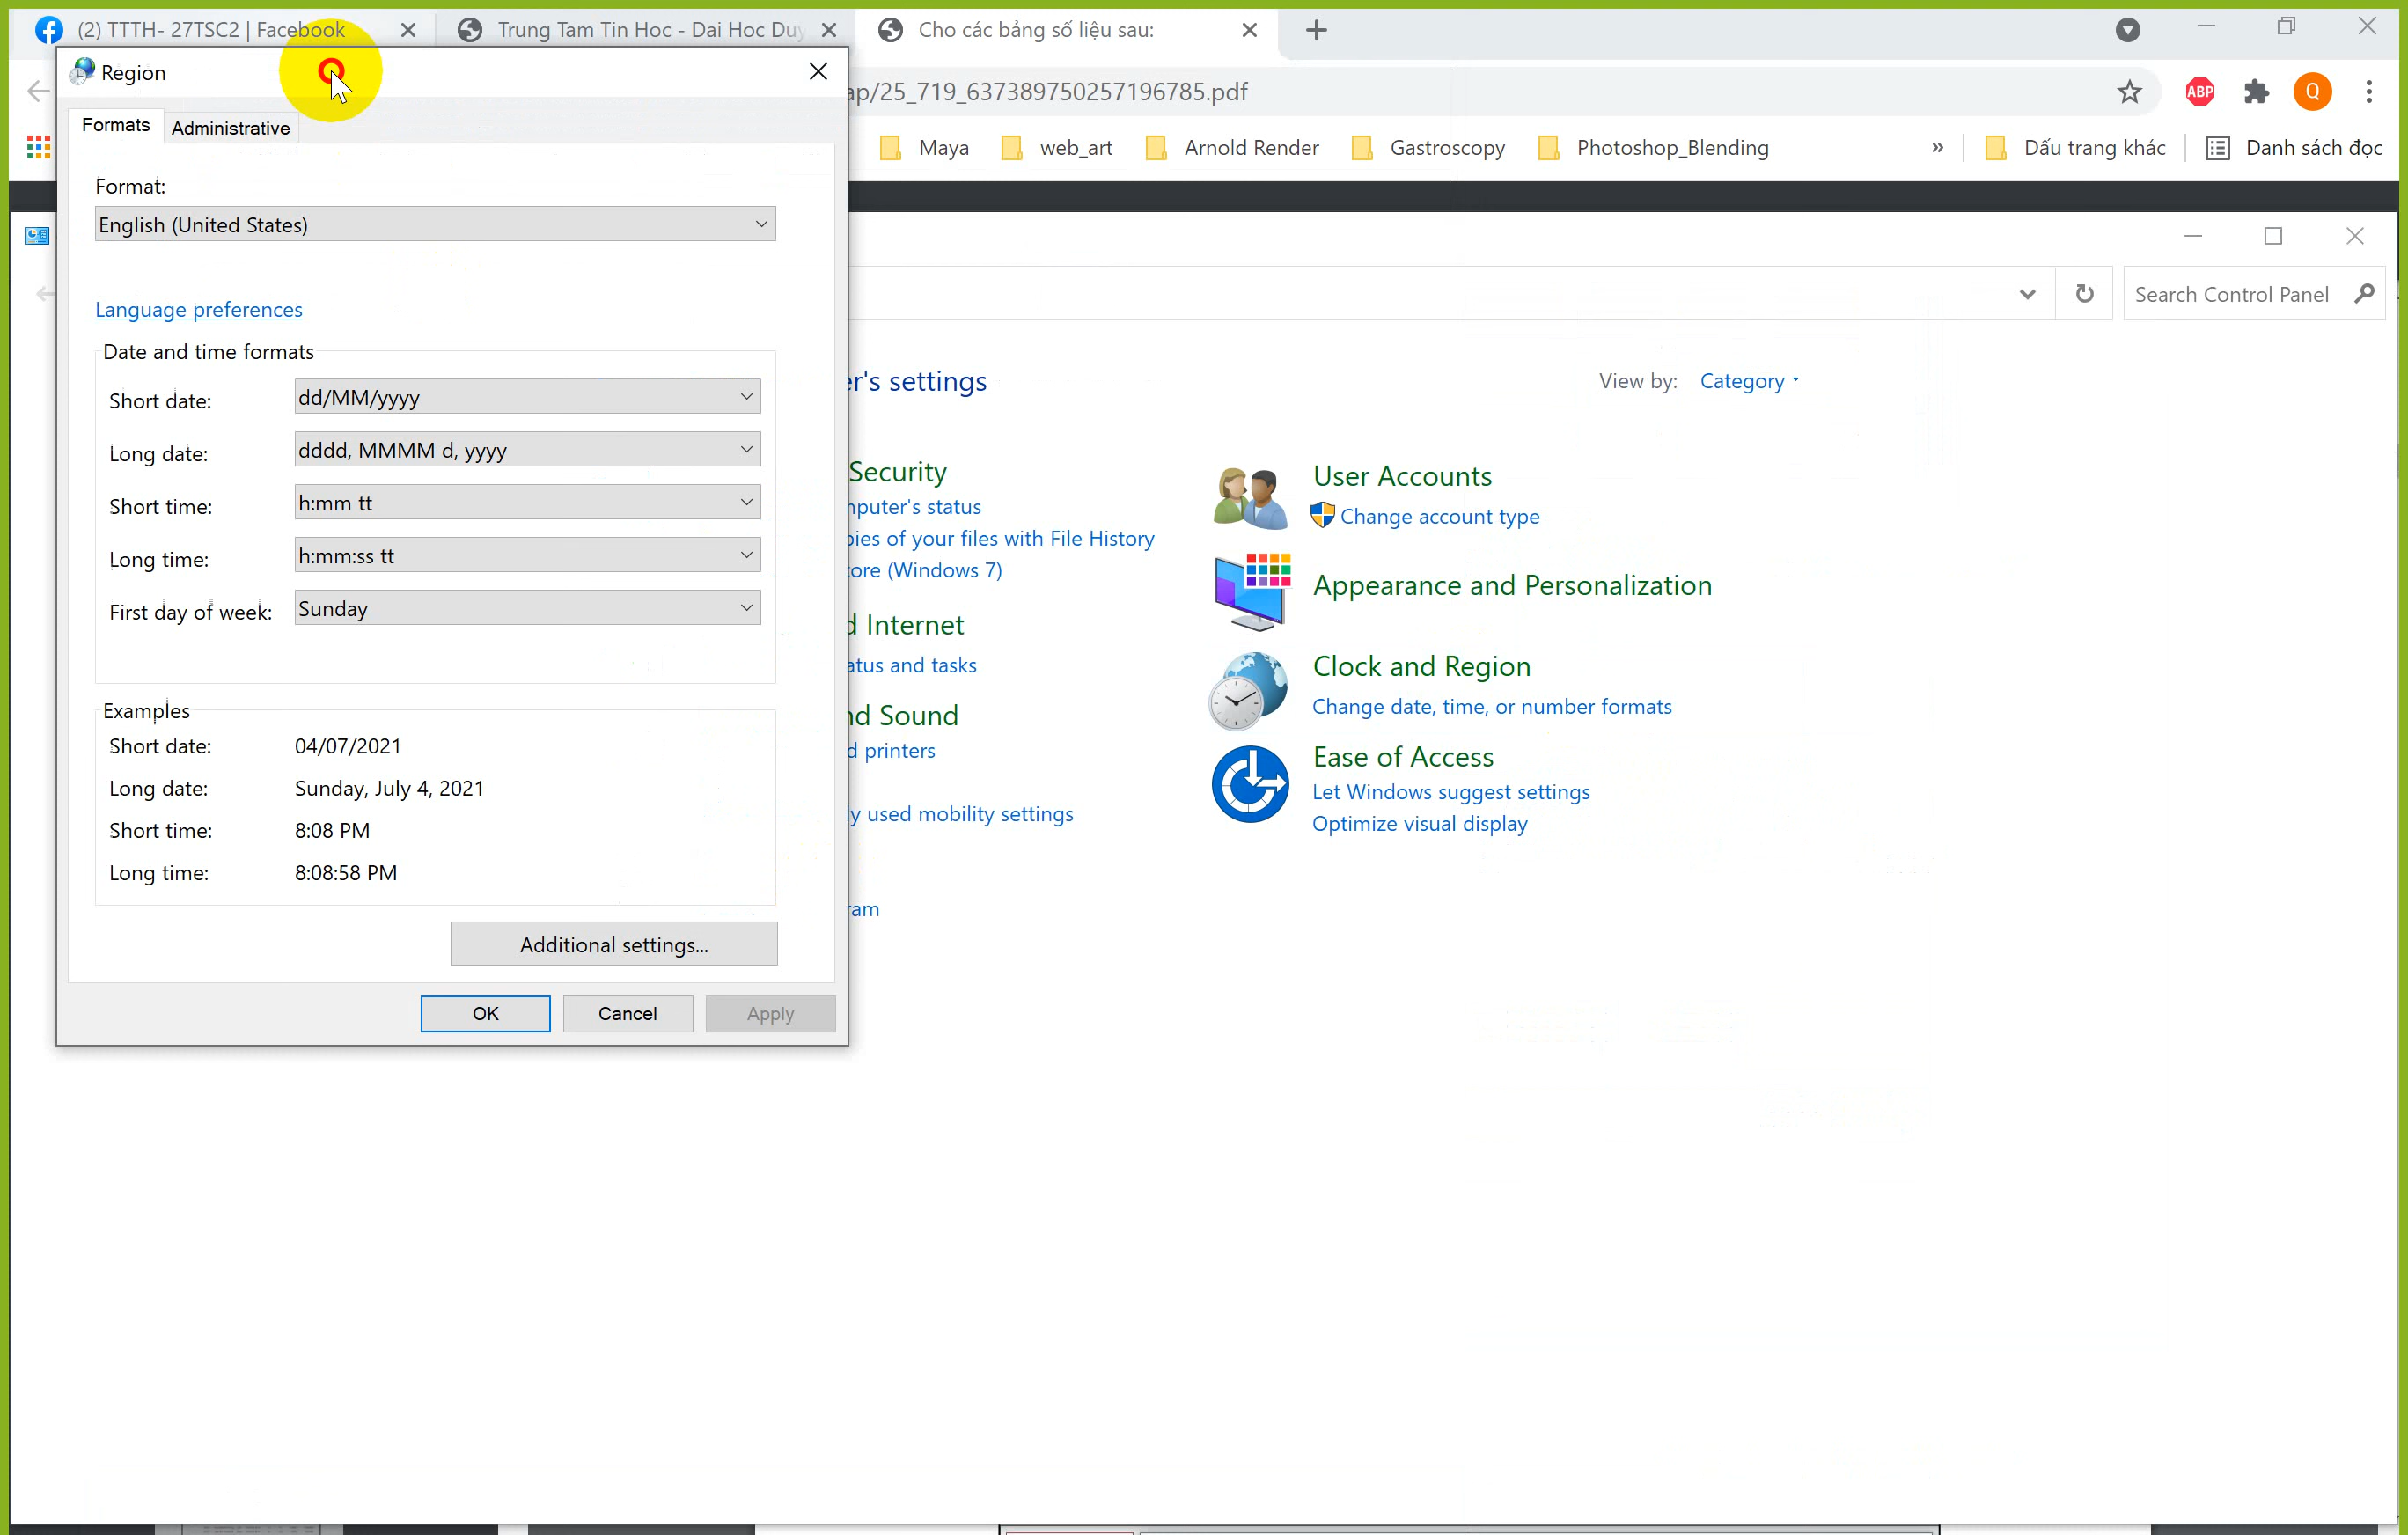 (2) TTTH- 27TSC2 | Facebook
Trung Tam Tin Hoc - Dai Hoc Duy
Cho các bảng số liệu sau:
Region
/25_719_637389750257196785.pdf
ABP
Q
Maya
web_art
Arnold Render
Gastroscopy
Photoshop_Blending
»
Dấu trang khác
Danh sách đọc
Formats
Administrative
Format:
English (United States)
Language preferences
Date and time formats
Short date:
dd/MM/yyyy
Long date:
dddd, MMMM d, yyyy
Short time:
h:mm tt
Long time:
h:mm:ss tt
First day of week:
Sunday
Examples
Short date:
04/07/2021
Long date:
Sunday, July 4, 2021
Short time:
8:08 PM
Long time:
8:08:58 PM
Additional settings...
OK
Cancel
Apply
Search Control Panel
er's settings
View by:
Category
Security
status
of your files with File History
(Windows 7)
Internet
and tasks
Sound
printers
used mobility settings
User Accounts
Change account type
Appearance and Personalization
Clock and Region
Change date, time, or number formats
Ease of Access
Let Windows suggest settings
Optimize visual display